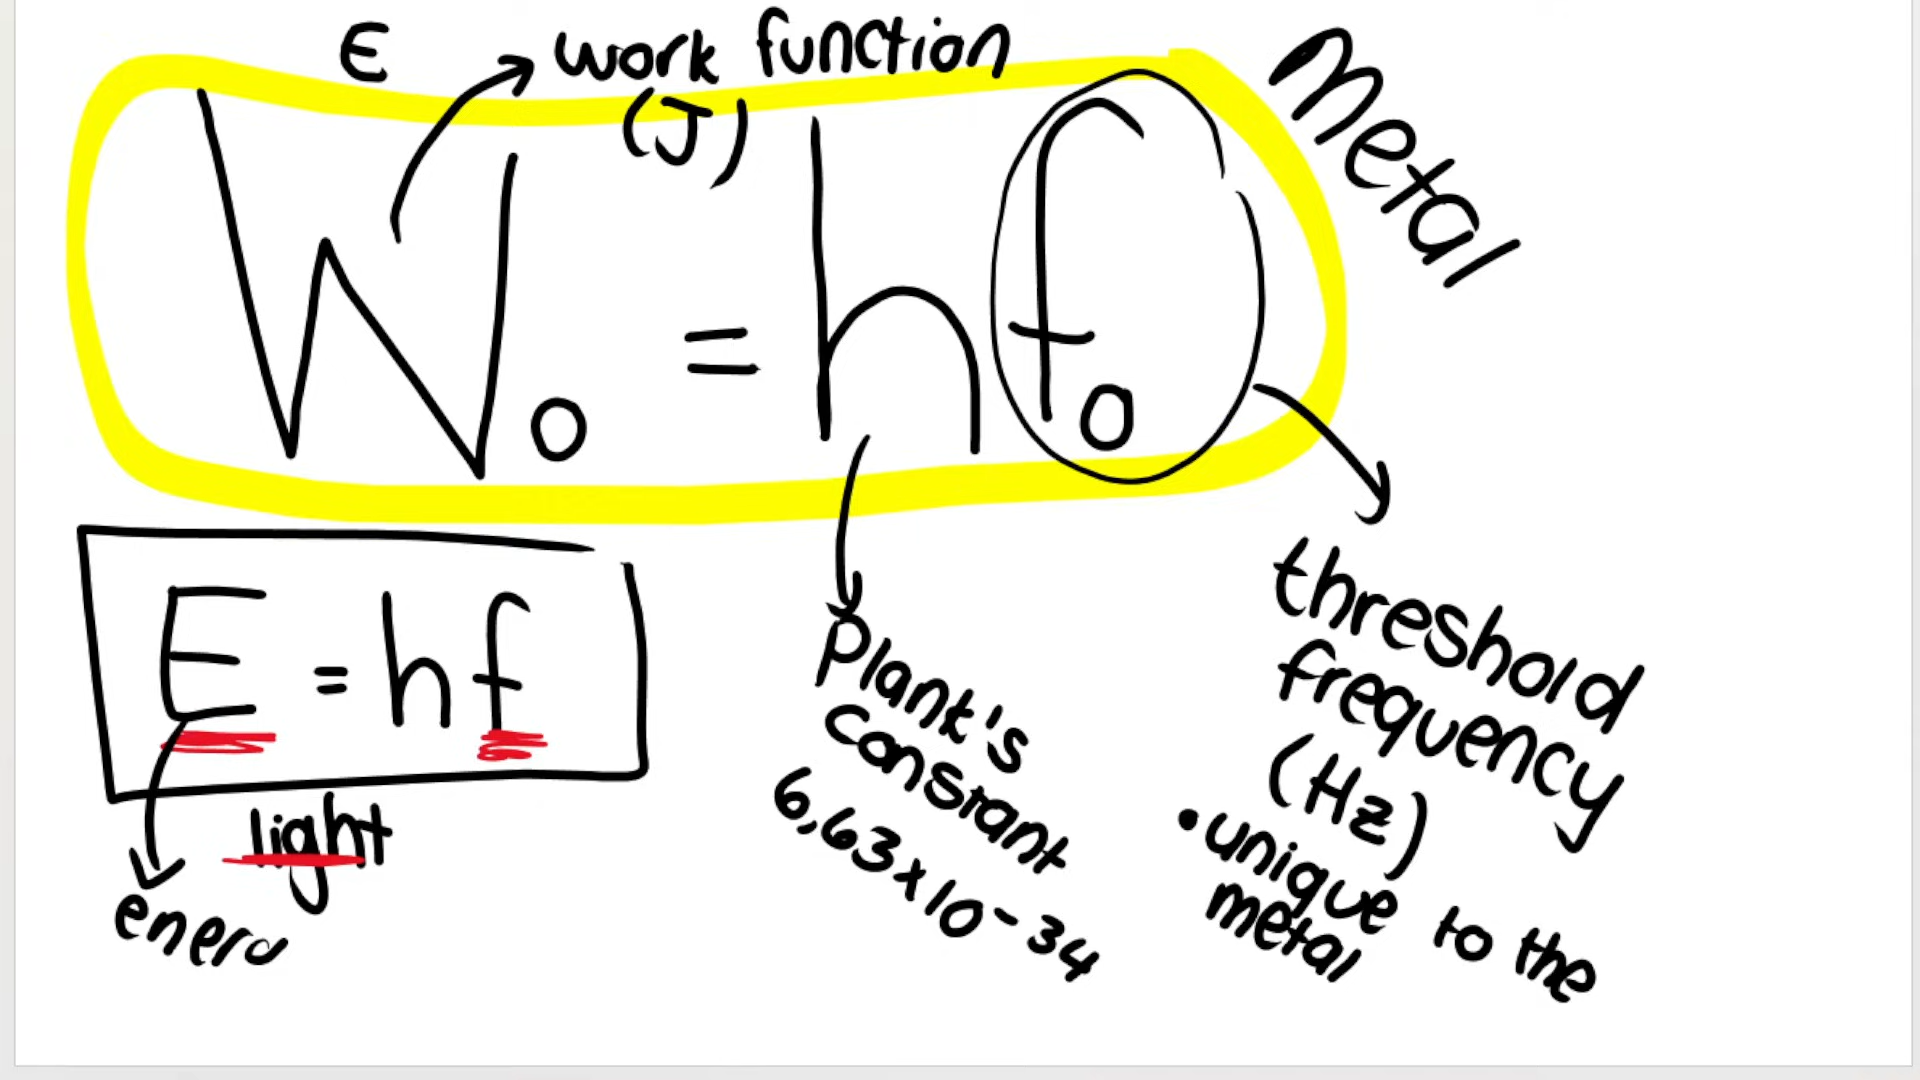 E
work function
(J)
Metal
W₀ = hf₀
E = hf
light
energ
Plank's
constant
6,63x10-34
threshold
frequency
(Hz)
•unique to the
metal